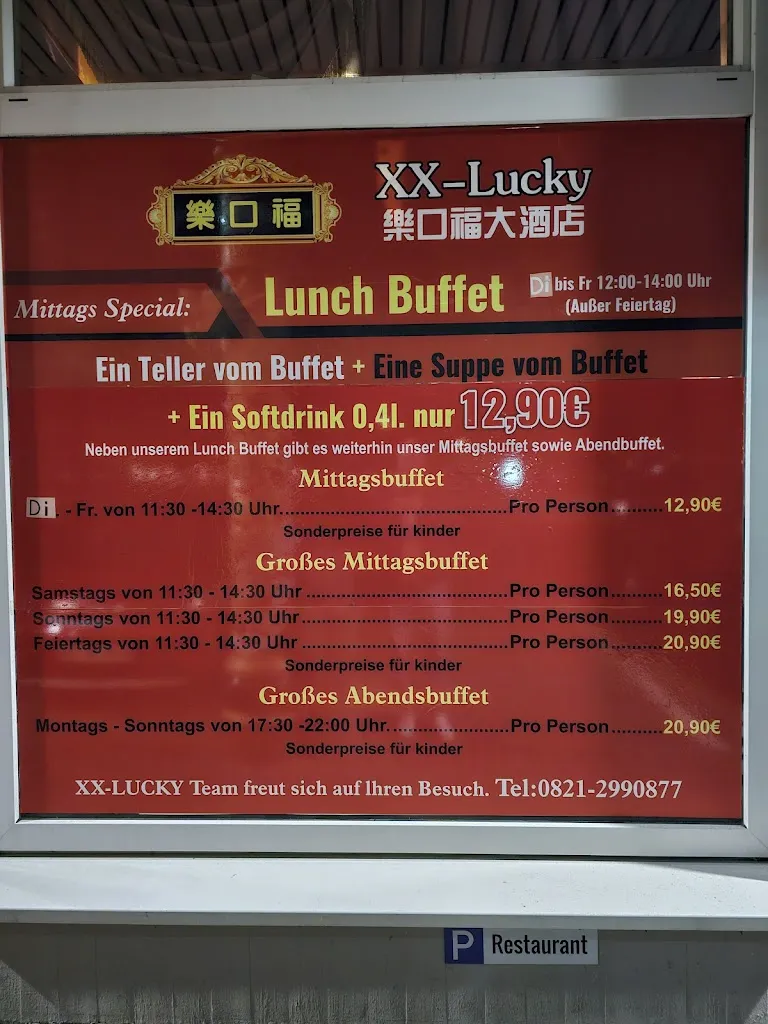 樂口福
XX-Lucky
樂口福大酒店
Mittags Special:
Lunch Buffet
Di bis Fr 12:00-14:00 Uhr
(Außer Feiertag)
Ein Teller vom Buffet + Eine Suppe vom Buffet
+ Ein Softdrink 0,4l. nur 12,90€
Neben unserem Lunch Buffet gibt es weiterhin unser Mittagsbuffet sowie Abendbuffet.
Mittagsbuffet
Di. - Fr. von 11:30 -14:30 Uhr......Pro Person.........12,90€
Sonderpreise für kinder
Großes Mittagsbuffet
Samstags von 11:30 - 14:30 Uhr ......Pro Person.........16,50€
Sonntags von 11:30 - 14:30 Uhr......Pro Person.........19,90€
Feiertags von 11:30 - 14:30 Uhr ......Pro Person.........20,90€
Sonderpreise für kinder
Großes Abendsbuffet
Montags - Sonntags von 17:30 -22:00 Uhr.......Pro Person.........20,90€
Sonderpreise für kinder
XX-LUCKY Team freut sich auf lhren Besuch. Tel:0821-2990877
P Restaurant